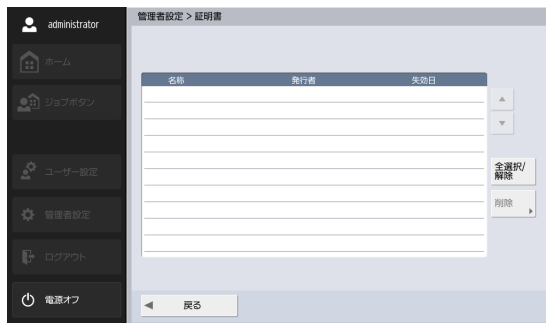 administrator
管理者設定 > 証明書
ホーム
ジョブボタン
ユーザー設定
管理者設定
ログアウト
電源オフ
名称 発行者 失効日
全選択/
解除
削除
戻る